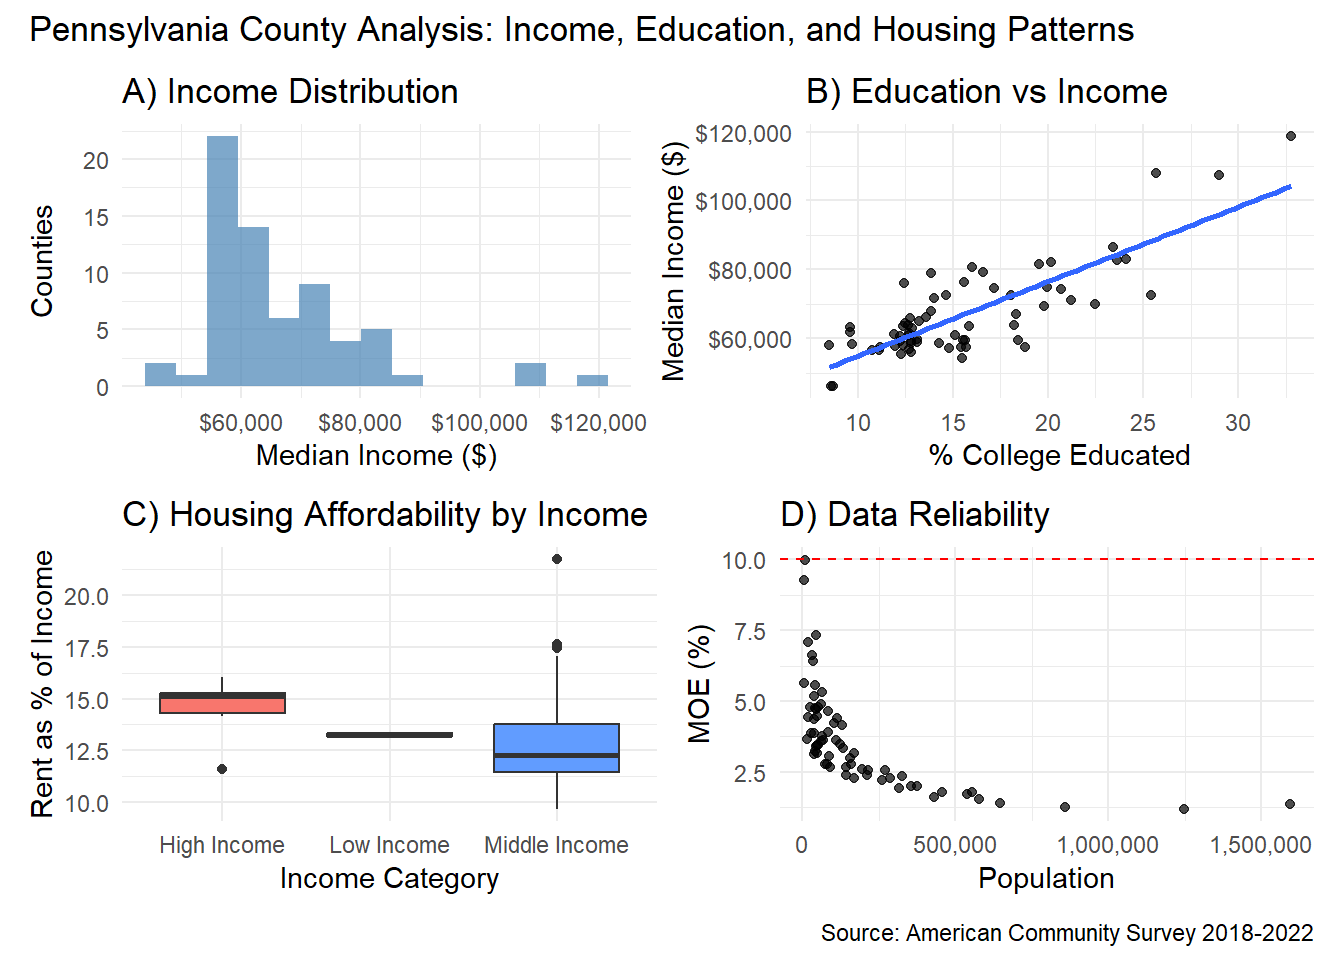 Pennsylvania County Analysis: Income, Education, and Housing Patterns
A) Income Distribution
Counties
20
15
10
5
0
$60,000 $80,000 $100,000 $120,000
Median Income ($)
B) Education vs Income
Median Income ($)
$120,000
$100,000
$80,000
$60,000
10 15 20 25 30
% College Educated
C) Housing Affordability by Income
Rent as % of Income
20.0
17.5
15.0
12.5
10.0
High Income Low Income Middle Income
Income Category
D) Data Reliability
MOE (%)
10.0
7.5
5.0
2.5
0 500,000 1,000,000 1,500,000
Population
Source: American Community Survey 2018-2022